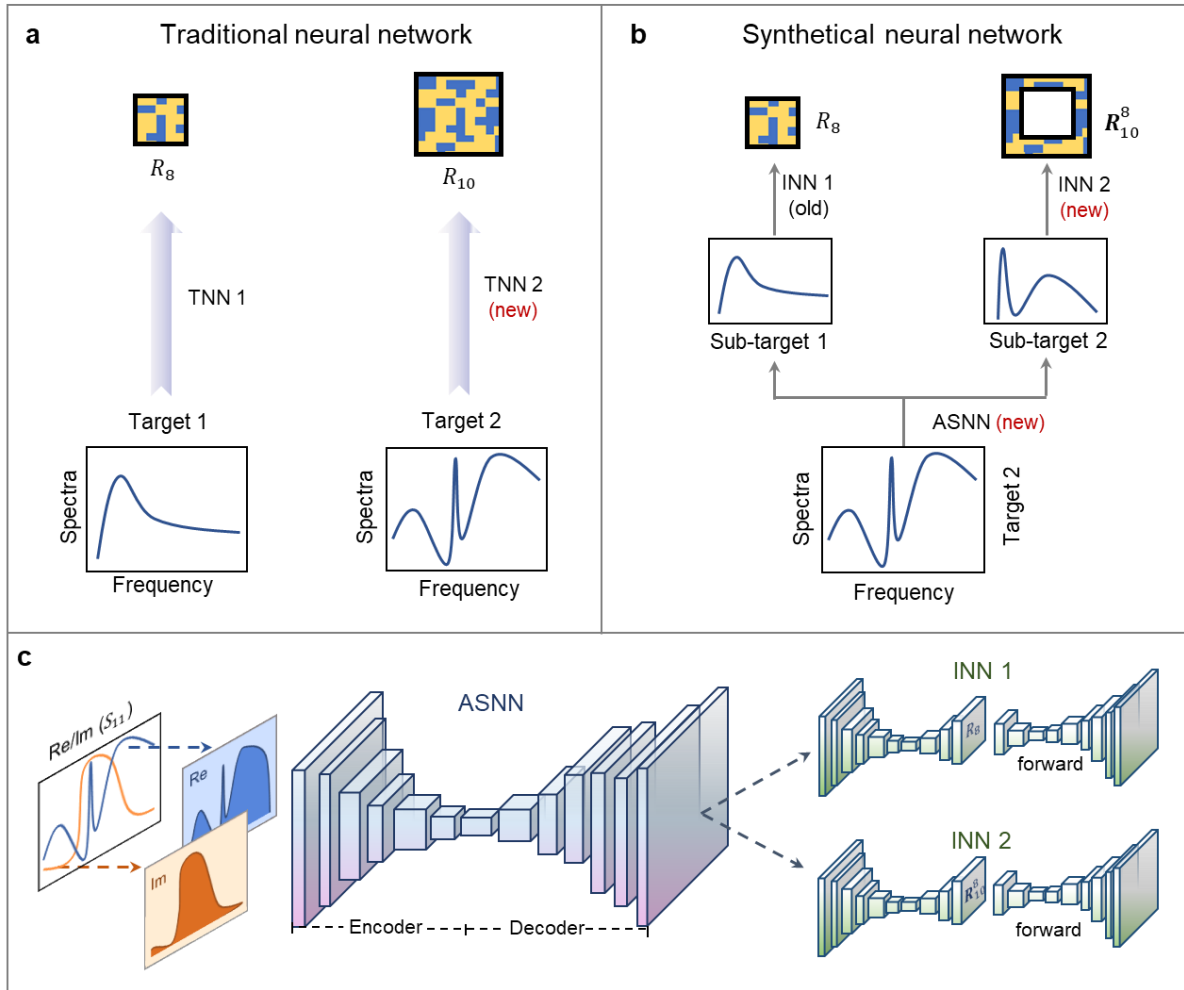 a
Traditional neural network
R₈
R₁₀
TNN 1
TNN 2
(new)
Target 1
Target 2
Spectra
Frequency
Spectra
Frequency
b
Synthetical neural network
R₈
R₁₀⁸
INN 1
(old)
INN 2
(new)
Sub-target 1
Sub-target 2
ASNN (new)
Spectra
Target 2
Frequency
c
Re/Im (S₁₁)
Re
Im
ASNN
Encoder
Decoder
INN 1
R₈
forward
INN 2
R₁₀⁸
forward